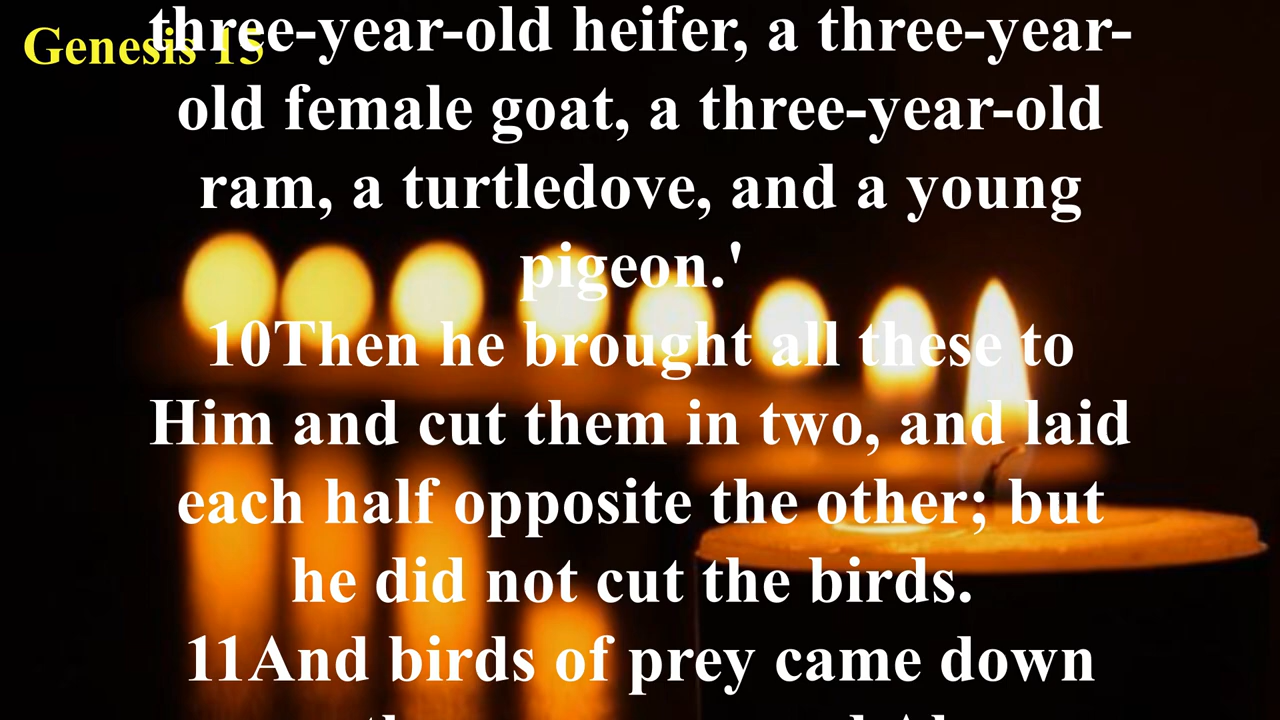 Genesis 15
three-year-old heifer, a three-year-
old female goat, a three-year-old
ram, a turtledove, and a young
pigeon.'
10Then he brought all these to
Him and cut them in two, and laid
each half opposite the other; but
he did not cut the birds.
11And birds of prey came down